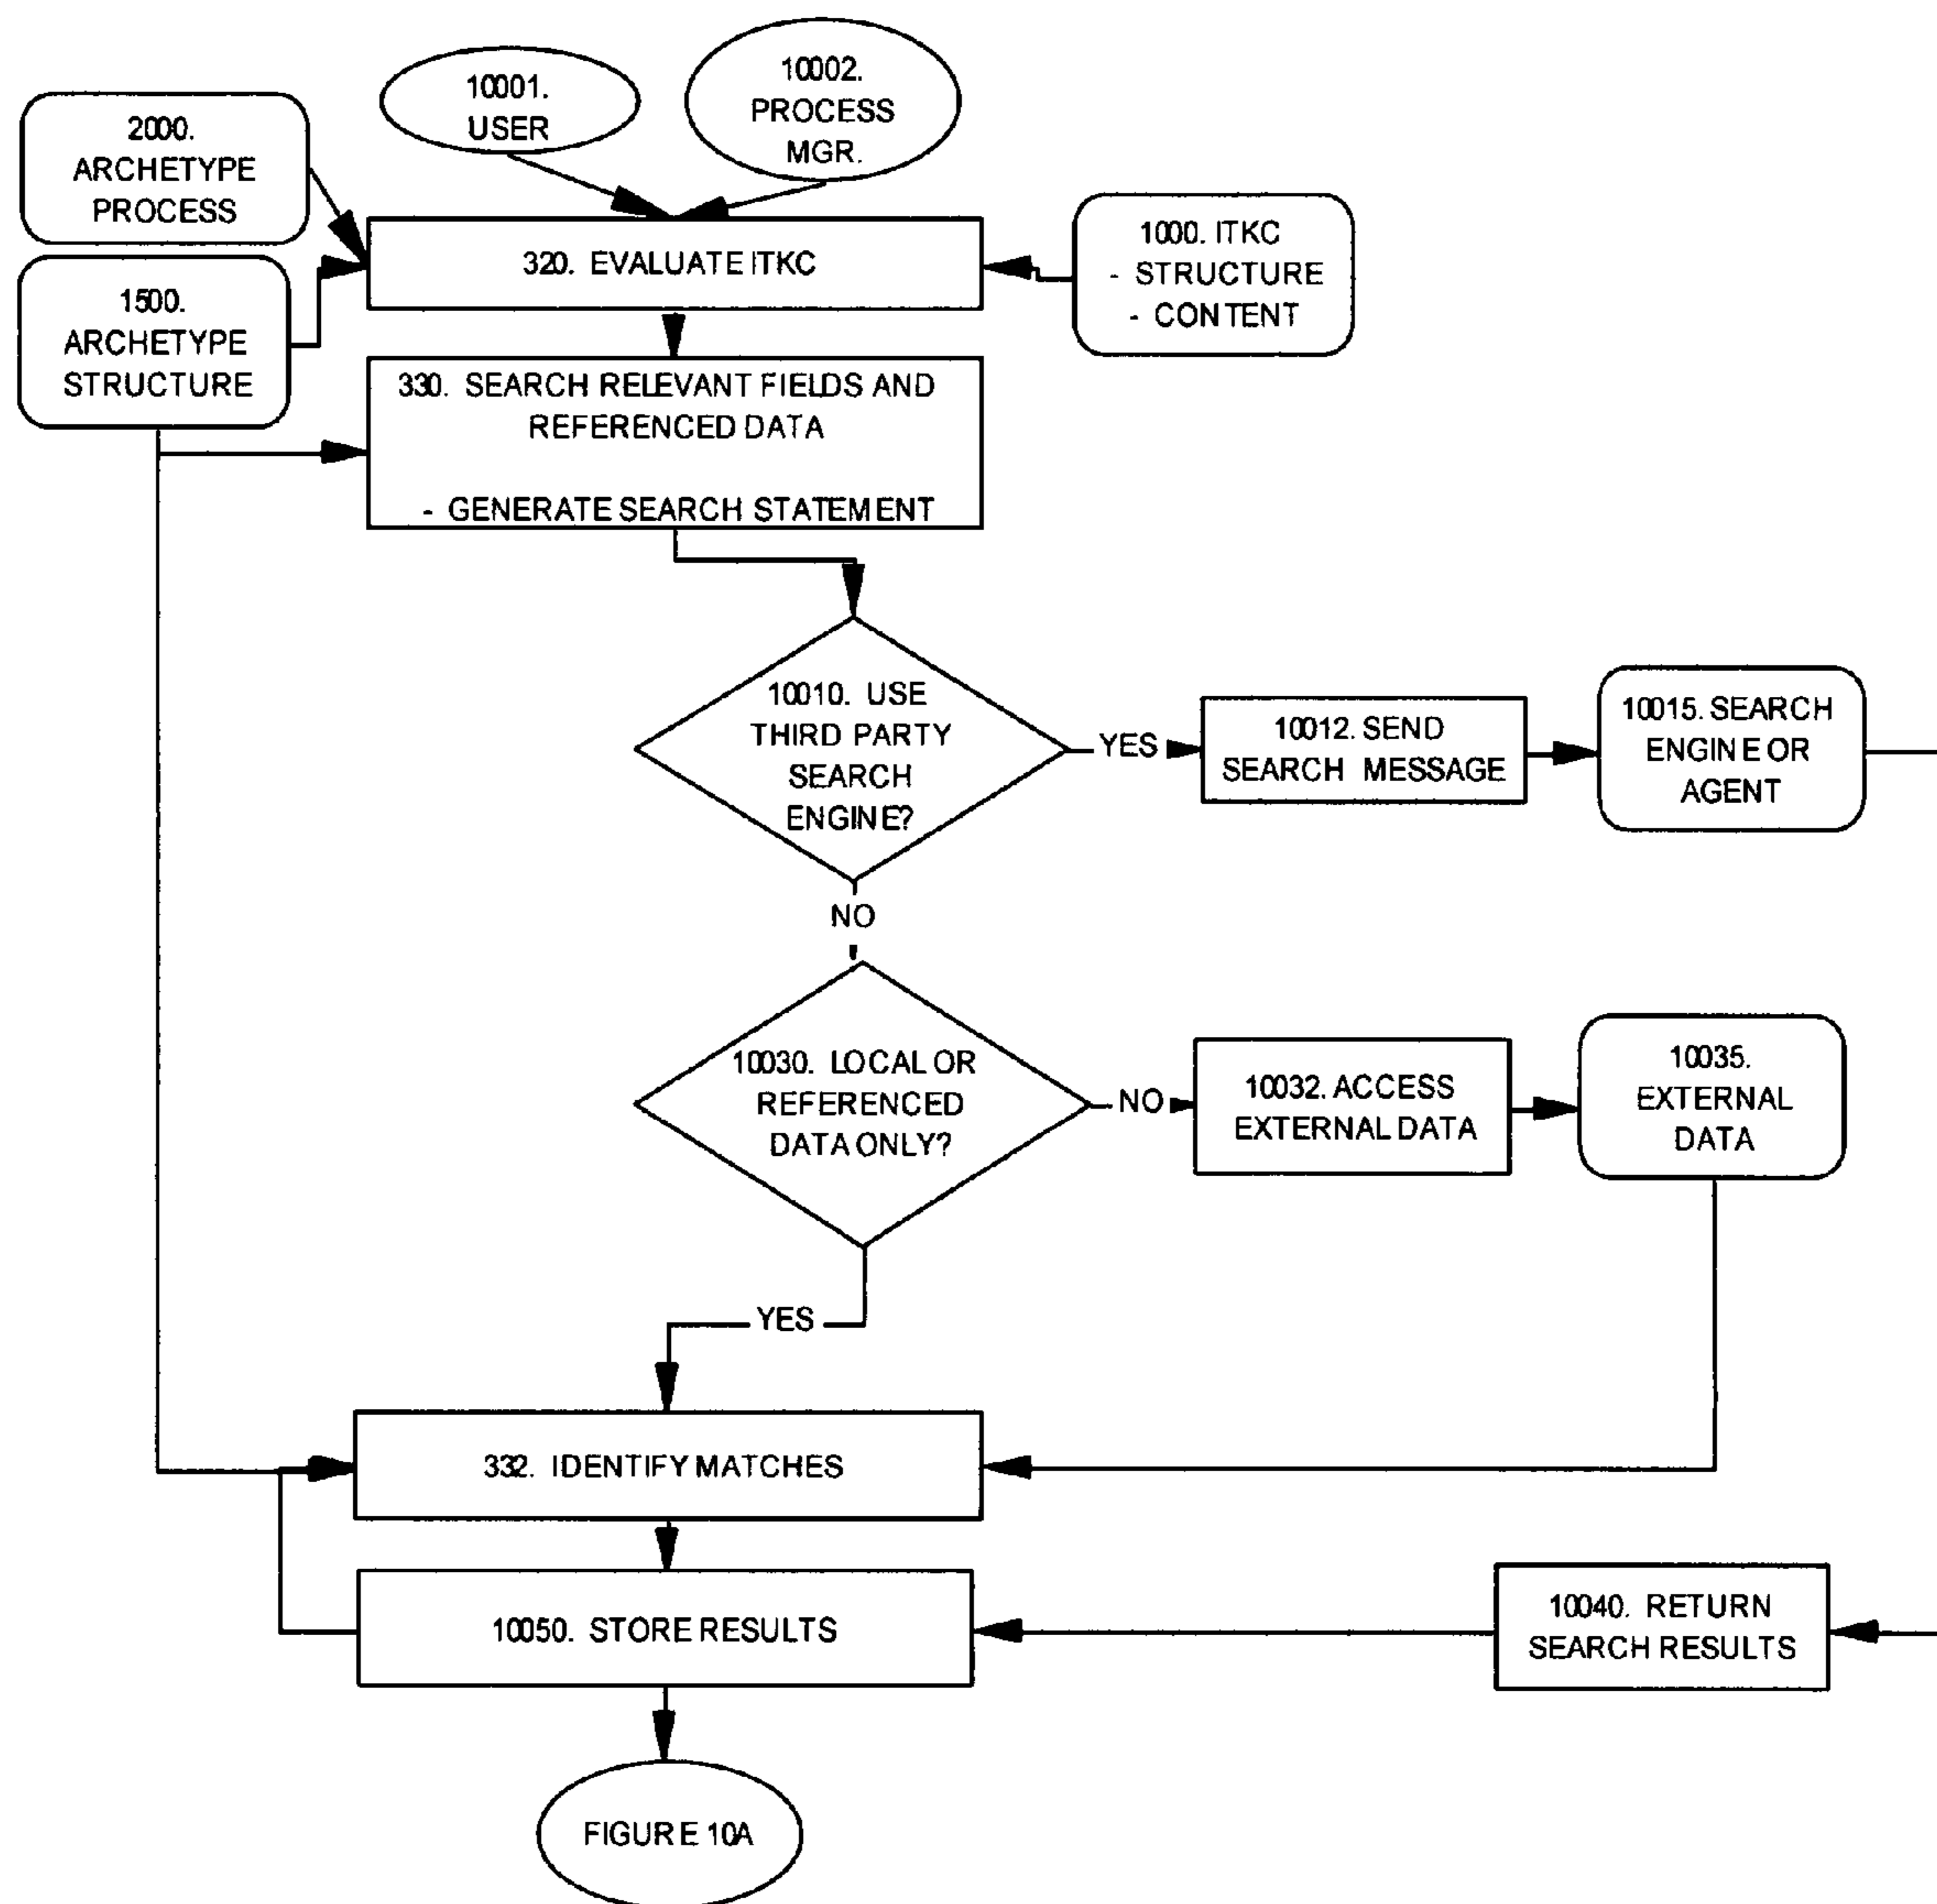 10001.
USER
10002.
PROCESS
MGR.
2000.
ARCHETYPE
PROCESS
320. EVALUATE ITKC
1000. ITKC
- STRUCTURE
- CONTENT
1500.
ARCHETYPE
STRUCTURE
330. SEARCH RELEVANT FIELDS AND
REFERENCED DATA
- GENERATE SEARCH STATEMENT
10010. USE
THIRD PARTY
SEARCH
ENGINE?
YES
10012. SEND
SEARCH MESSAGE
10015. SEARCH
ENGINE OR
AGENT
NO
10030. LOCAL OR
REFERENCED
DATA ONLY?
NO
10032. ACCESS
EXTERNAL DATA
10035.
EXTERNAL
DATA
YES
332. IDENTIFY MATCHES
10050. STORE RESULTS
10040. RETURN
SEARCH RESULTS
FIGURE 10A